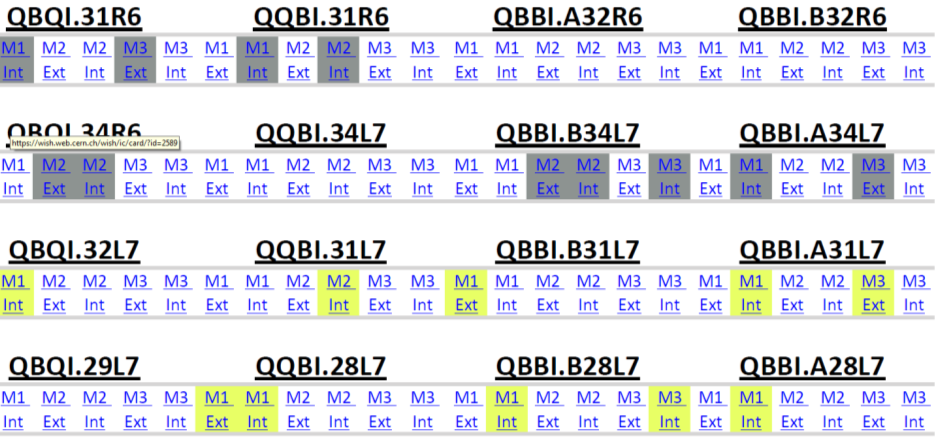 QBQI.31R6 QQBI.31R6 QBBI.A32R6 QBBI.B32R6
M1 M2 M2 M3 M3 M1 M1 M2 M2 M3 M3 M1 M1 M2 M2 M3 M3 M1 M1 M2 M2 M3 M3
Int Ext Int Ext Int Ext Int Ext Int Ext Int Ext Int Ext Int Ext Int Ext Int Ext Int Ext Int
QBQI.34R6 QQBI.34L7 QBBI.B34L7 QBBI.A34L7
https://wish.web.cern.ch/wish/ic/card/?id=2589
M1 M2 M2 M3 M3 M1 M1 M2 M2 M3 M3 M1 M1 M2 M2 M3 M3 M1 M1 M2 M2 M3 M3
Int Ext Int Ext Int Ext Int Ext Int Ext Int Ext Int Ext Int Ext Int Ext Int Ext Int Ext Int
QBQI.32L7 QQBI.31L7 QBBI.B31L7 QBBI.A31L7
M1 M2 M2 M3 M3 M1 M1 M2 M2 M3 M3 M1 M1 M2 M2 M3 M3 M1 M1 M2 M2 M3 M3
Int Ext Int Ext Int Ext Int Ext Int Ext Int Ext Int Ext Int Ext Int Ext Int Ext Int Ext Int
QBQI.29L7 QQBI.28L7 QBBI.B28L7 QBBI.A28L7
M1 M2 M2 M3 M3 M1 M1 M2 M2 M3 M3 M1 M1 M2 M2 M3 M3 M1 M1 M2 M2 M3 M3
Int Ext Int Ext Int Ext Int Ext Int Ext Int Ext Int Ext Int Ext Int Ext Int Ext Int Ext Int